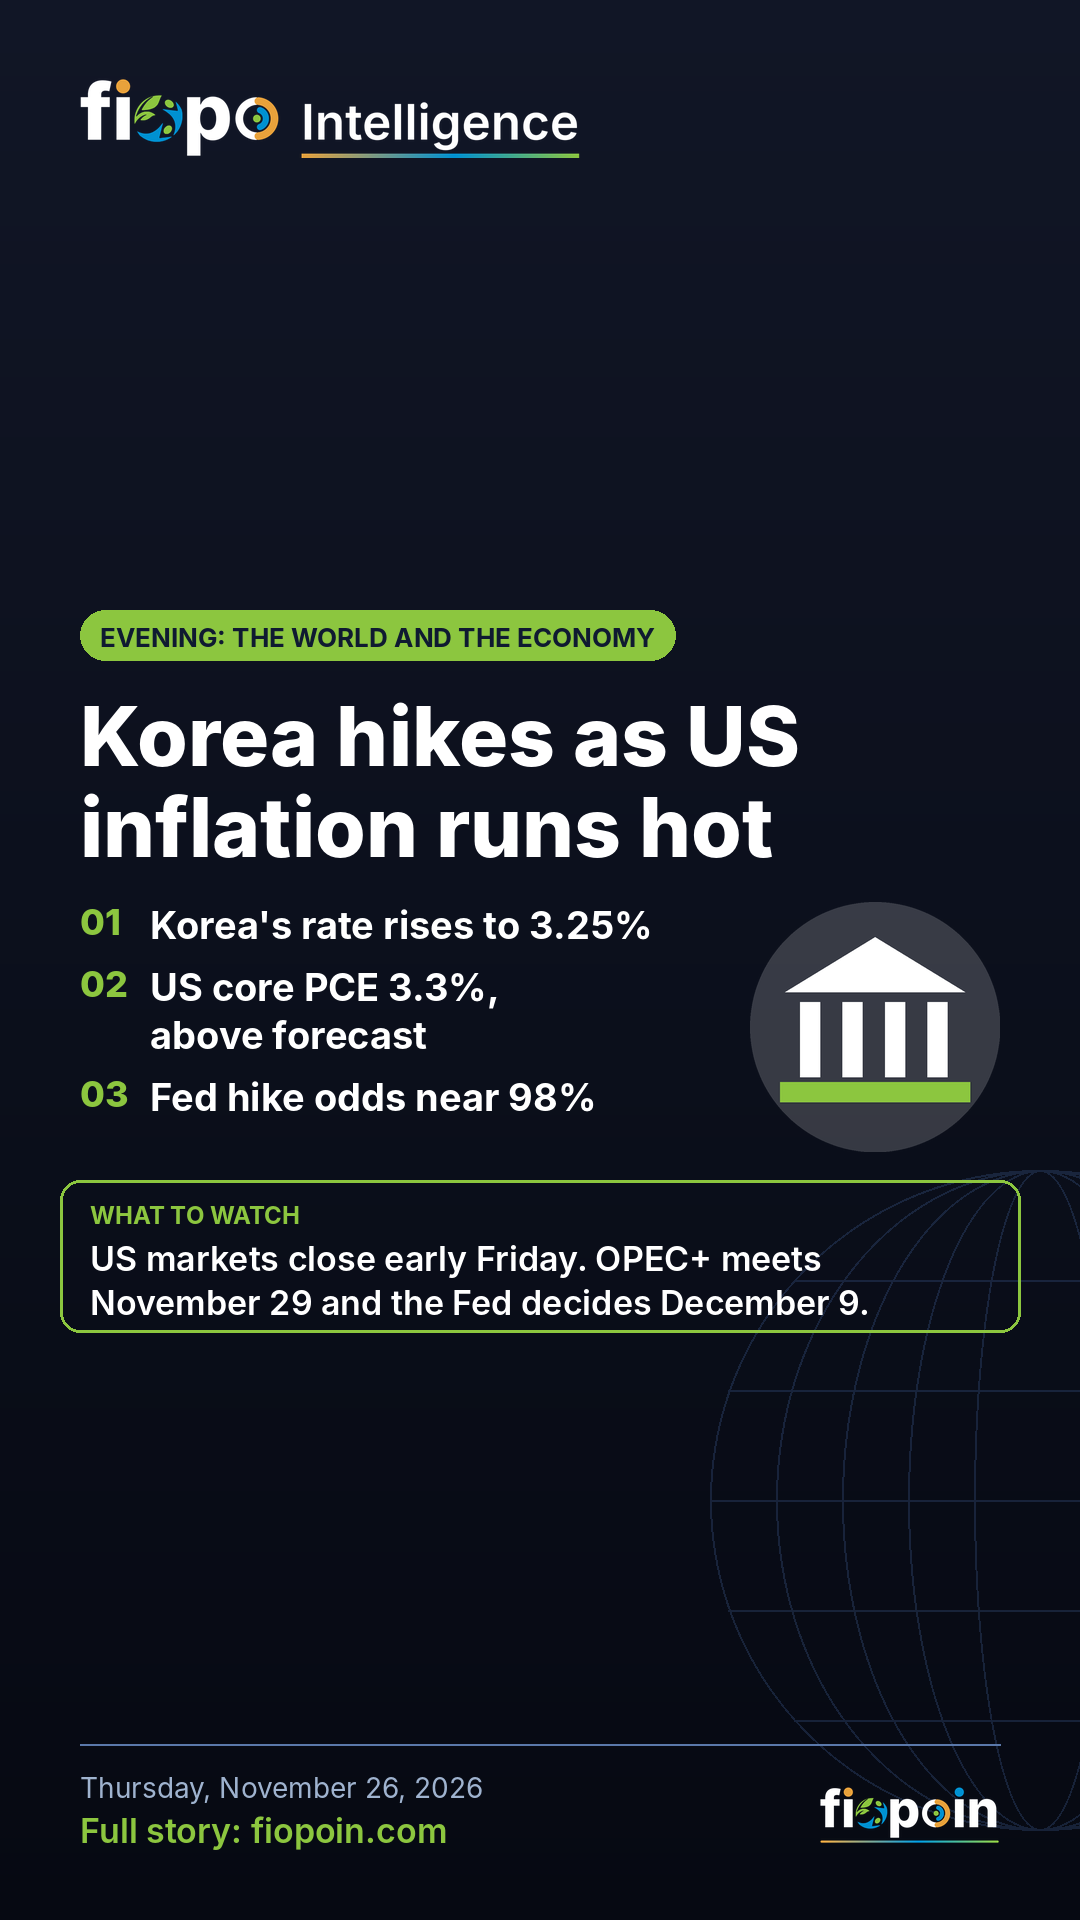 fiopo Intelligence
EVENING: THE WORLD AND THE ECONOMY
Korea hikes as US
inflation runs hot
01 Korea's rate rises to 3.25%
02 US core PCE 3.3%,
above forecast
03 Fed hike odds near 98%
WHAT TO WATCH
US markets close early Friday. OPEC+ meets
November 29 and the Fed decides December 9.
Thursday, November 26, 2026
Full story: fiopoin.com
fiopoin